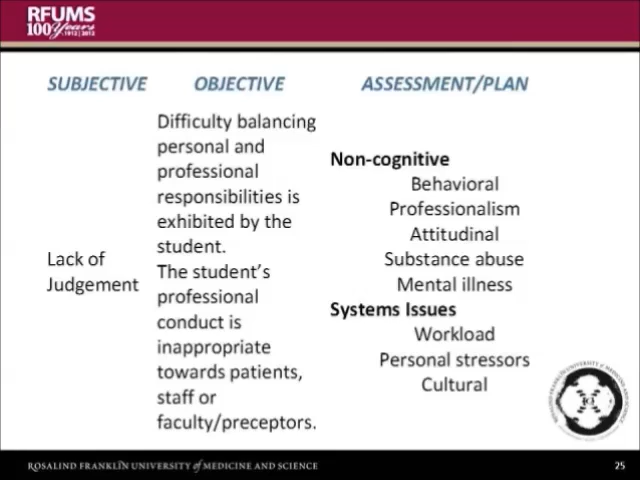 RFUMS
100 Years
1912 | 2012
SUBJECTIVE OBJECTIVE ASSESSMENT/PLAN
Lack of
Judgement
Difficulty balancing
personal and
professional
responsibilities is
exhibited by the
student.
The student's
professional
conduct is
inappropriate
towards patients,
staff or
faculty/preceptors.
Non-cognitive
Behavioral
Professionalism
Attitudinal
Substance abuse
Mental illness
Systems Issues
Workload
Personal stressors
Cultural
ROSALIND FRANKLIN UNIVERSITY of MEDICINE AND SCIENCE
25